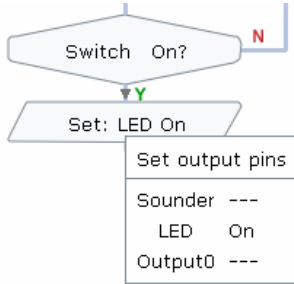 Switch On?
N
Y
Set: LED On
Set output pins
Sounder ---
LED On
Output0 ---